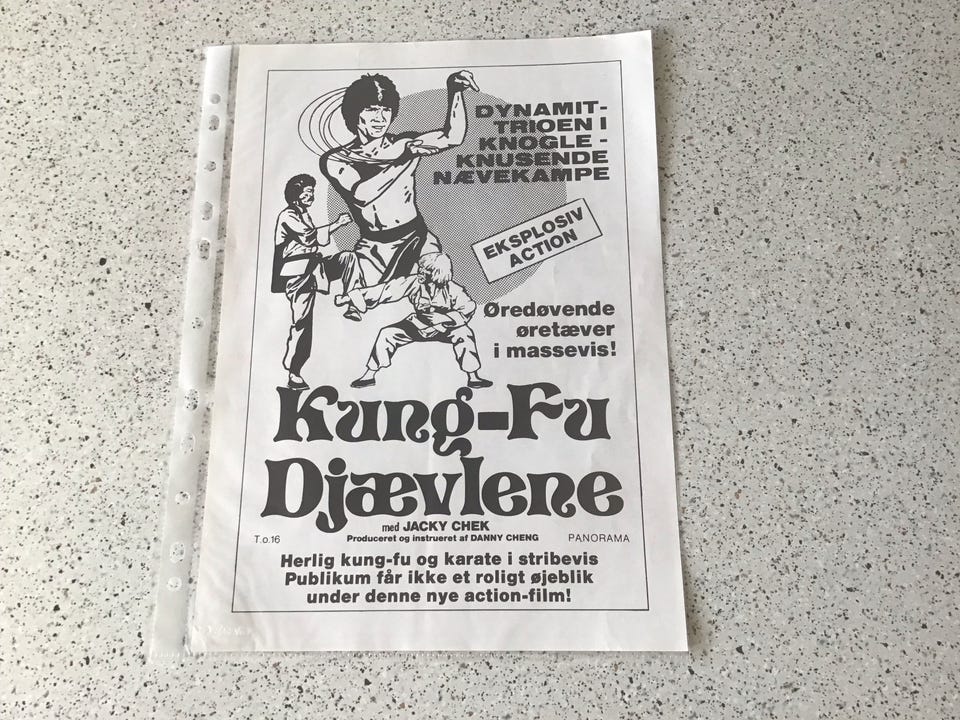 DYNAMIT-
TRIOEN I
KNOGLE-
KNUSENDE
NÆVEKAMPE
EKSPLOSIV
ACTION
Øredøvende
øretæver
i massevis!
Kung-Fu
Djævlene
med JACKY CHEK
T.o.16
Produceret og instrueret af DANNY CHENG
PANORAMA
Herlig kung-fu og karate i stribevis
Publikum får ikke et roligt øjeblik
under denne nye action-film!